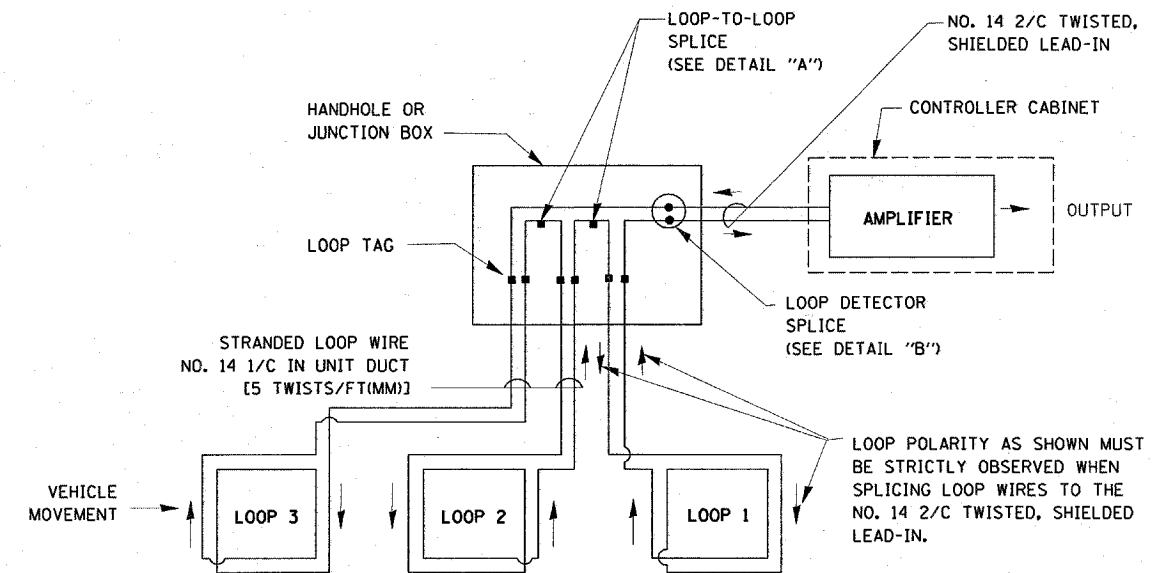 LOOP-TO-LOOP
SPLICE
(SEE DETAIL "A")
NO. 14 2/C TWISTED,
SHIELDED LEAD-IN
HANDHOLE OR
JUNCTION BOX
CONTROLLER CABINET
AMPLIFIER
OUTPUT
LOOP TAG
LOOP DETECTOR
SPLICE
(SEE DETAIL "B")
STRANDED LOOP WIRE
NO. 14 1/C IN UNIT DUCT
[5 TWISTS/FT(MM)]
LOOP POLARITY AS SHOWN MUST
BE STRICTLY OBSERVED WHEN
SPLICING LOOP WIRES TO THE
NO. 14 2/C TWISTED, SHIELDED
LEAD-IN.
VEHICLE
MOVEMENT
LOOP 3
LOOP 2
LOOP 1